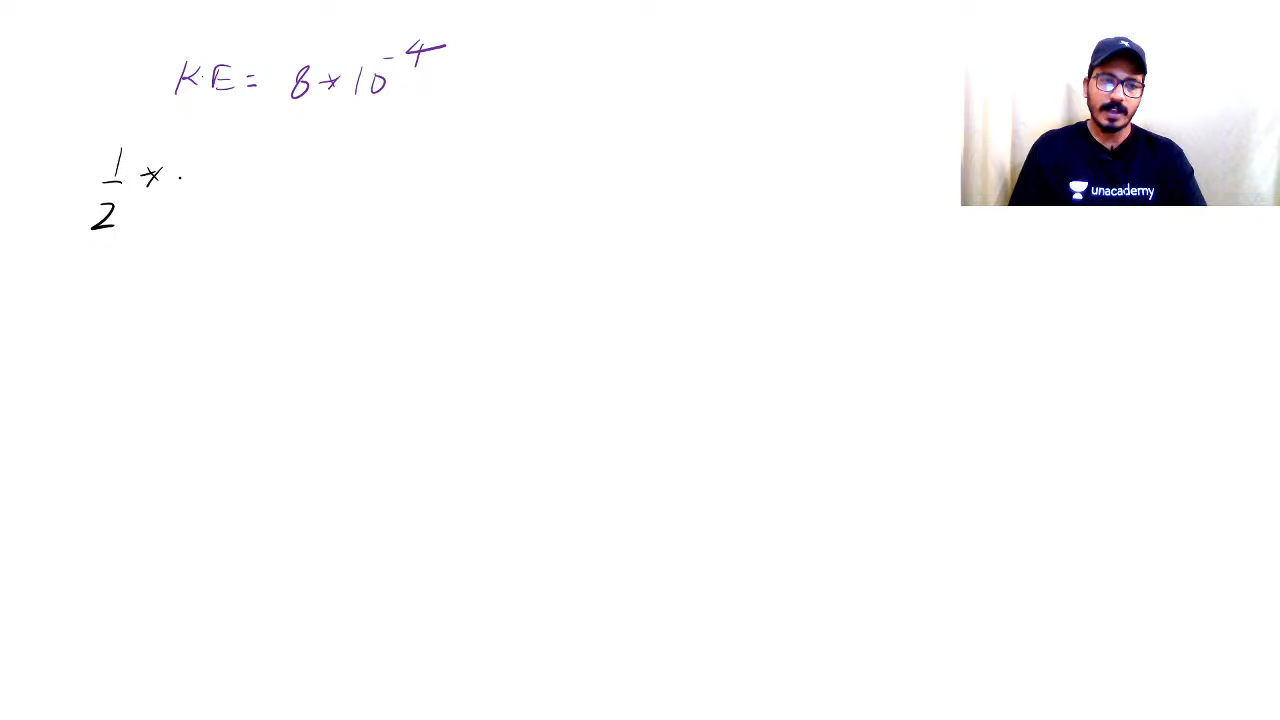 K.E = 8 * 10^-4
1/2 * .
unacademy